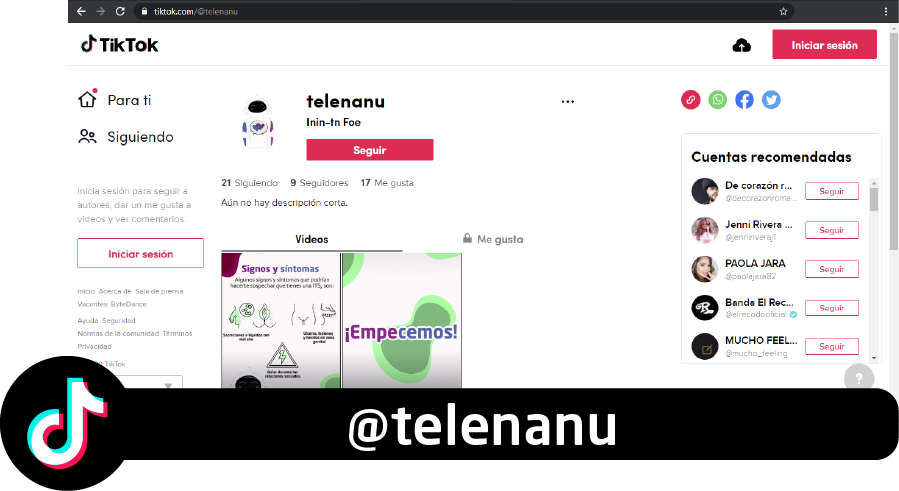 tiktok.com/@telenanu
TikTok
Iniciar sesión
Para ti
Siguiendo
Inicia sesión para seguir a
autores, dar un me gusta a
videos y ver comentarios.
Iniciar sesión
Inicio Acerca de Sala de prensa
Vacantes ByteDance
Ayuda Seguridad
Normas de la comunidad Términos
Privacidad
TikTok
telenanu
Inin-tn Foe
Seguir
21 Siguiendo 9 Seguidores 17 Me gusta
Aún no hay descripción corta.
Videos
Me gusta
Signos y síntomas
Algunos signos y síntomas que podrían
hacerte sospechar que tienes una ITS, son:
Secreciones o líquidos con
mal olor
Úlceras, lesiones
y heridas en zona
genital
Dolor durante las
relaciones sexuales.
¡Empecemos!
Cuentas recomendadas
De corazón r...
@decorazonroma...
Seguir
Jenni Rivera ...
@jenniriveraj1
Seguir
PAOLA JARA
@paolajara82
Seguir
Banda El Rec...
@elrecodooficial
Seguir
MUCHO FEEL...
@mucho_feeling
Seguir
?
@telenanu